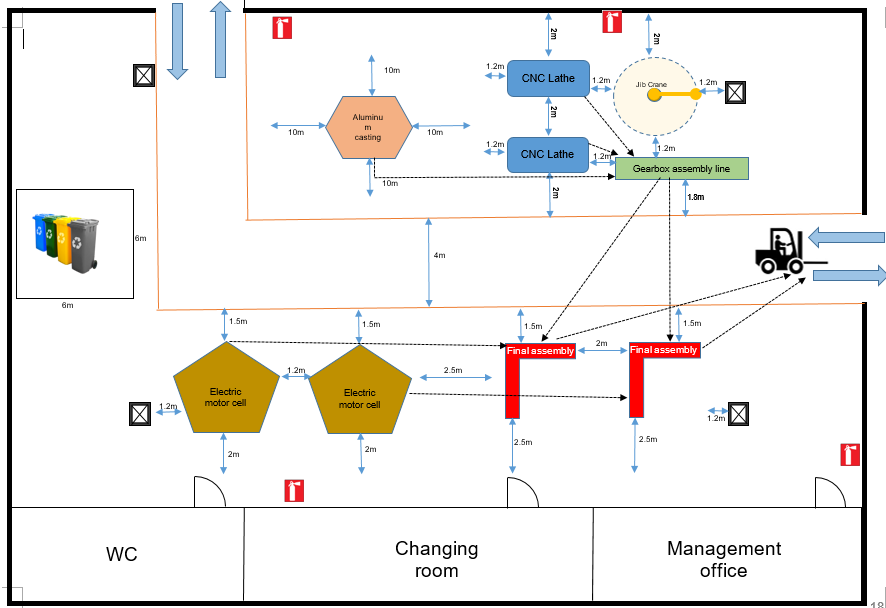 2m
2m
10m
1.2m
CNC Lathe
1.2m
Jib Crane
1.2m
Aluminu
m
casting
10m
10m
2m
1.2m
CNC Lathe
1.2m
1.2m
Gearbox assembly line
10m
2m
1.8m
6m
6m
4m
1.5m
1.5m
1.5m
1.5m
Final assembly
2m
Final assembly
Electric
motor cell
1.2m
Electric
motor cell
2.5m
1.2m
1.2m
2m
2m
2.5m
2.5m
WC
Changing
room
Management
office
18